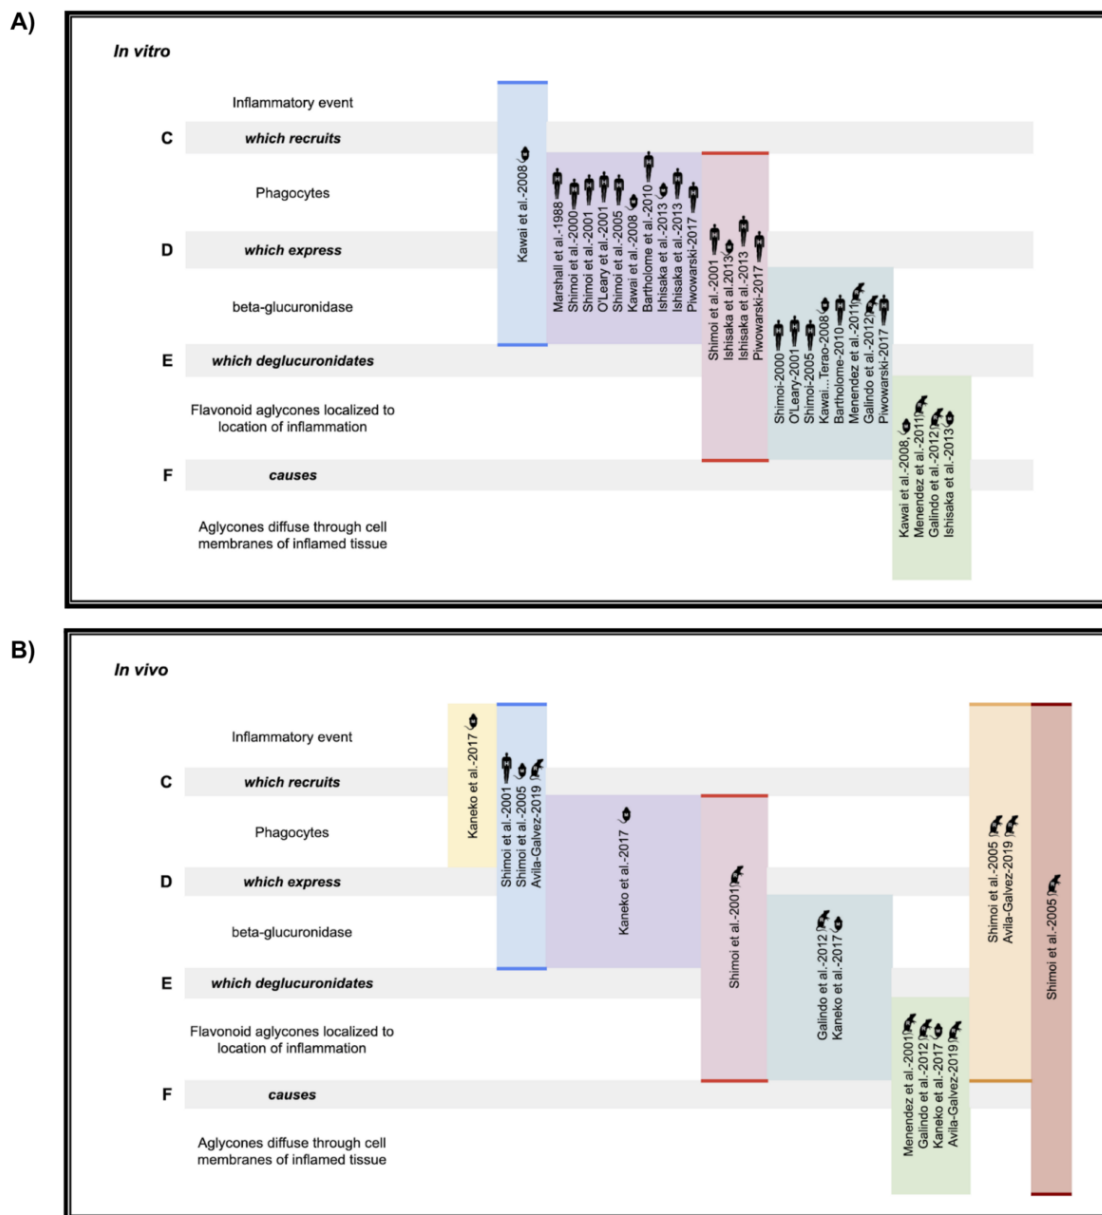 A)
In vitro
Inflammatory event
C which recruits
Phagocytes
D which express
beta-glucuronidase
E which deglucuronidates
Flavonoid aglycones localized to
location of inflammation
F causes
Aglycones diffuse through cell
membranes of inflamed tissue
Kawai et al.-2008
Marshall et al.-1988
Shimoi et al.-2000
Shimoi et al.-2001
O'Leary et al.-2001
Shimoi et al.-2005
Kawai et al.-2008
Bartholome et al.-2010
Ishisaka et al.-2013
Ishisaka et al.-2013
Piwowarski-2017
Shimoi et al.-2001
Ishisaka et al.2013
Ishisaka et al.-2013
Piwowarski-2017
Shimoi-2000
O'Leary-2001
Shimoi-2005
Kawai...Terao-2008
Bartholome-2010
Menendez et al.-2011
Galindo et al.-2012
Piwowarski-2017
Kawai et al.-2008,
Menendez et al.-2011
Galindo et al.-2012
Ishisaka et al.-2013
B)
In vivo
Inflammatory event
C which recruits
Phagocytes
D which express
beta-glucuronidase
E which deglucuronidates
Flavonoid aglycones localized to
location of inflammation
F causes
Aglycones diffuse through cell
membranes of inflamed tissue
Kaneko et al.-2017
Shimoi et al.-2001
Shimoi et al.-2005
Avila-Galvez-2019
Kaneko et al.-2017
Shimoi et al.-2001
Galindo et al.-2012
Kaneko et al.-2017
Menendez et al.-2001
Galindo et al.-2012
Kaneko et al.-2017
Avila-Galvez-2019
Shimoi et al.-2005
Avila-Galvez-2019
Shimoi et al.-2005